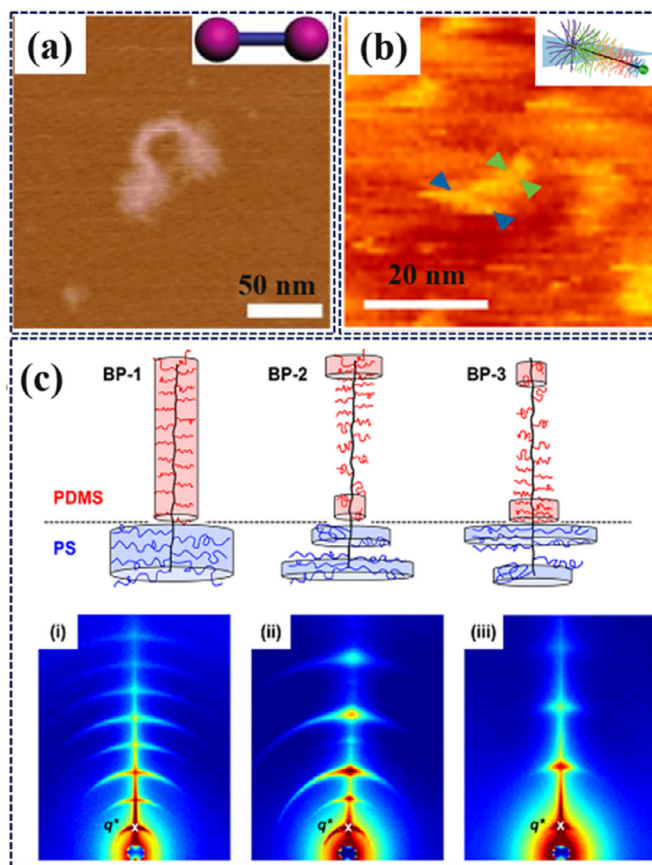 (a)
50 nm
(b)
20 nm
(c)
BP-1 BP-2 BP-3
PDMS
PS
(i) (ii) (iii)
q* q* q*